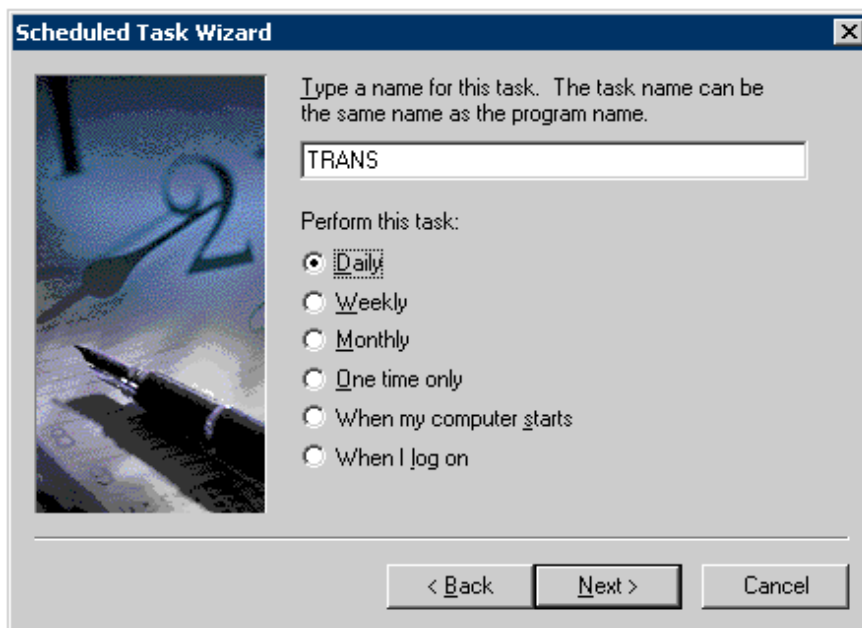 Scheduled Task Wizard
Type a name for this task. The task name can be
the same name as the program name.
TRANS
Perform this task:
Daily
Weekly
Monthly
One time only
When my computer starts
When I log on
< Back
Next >
Cancel